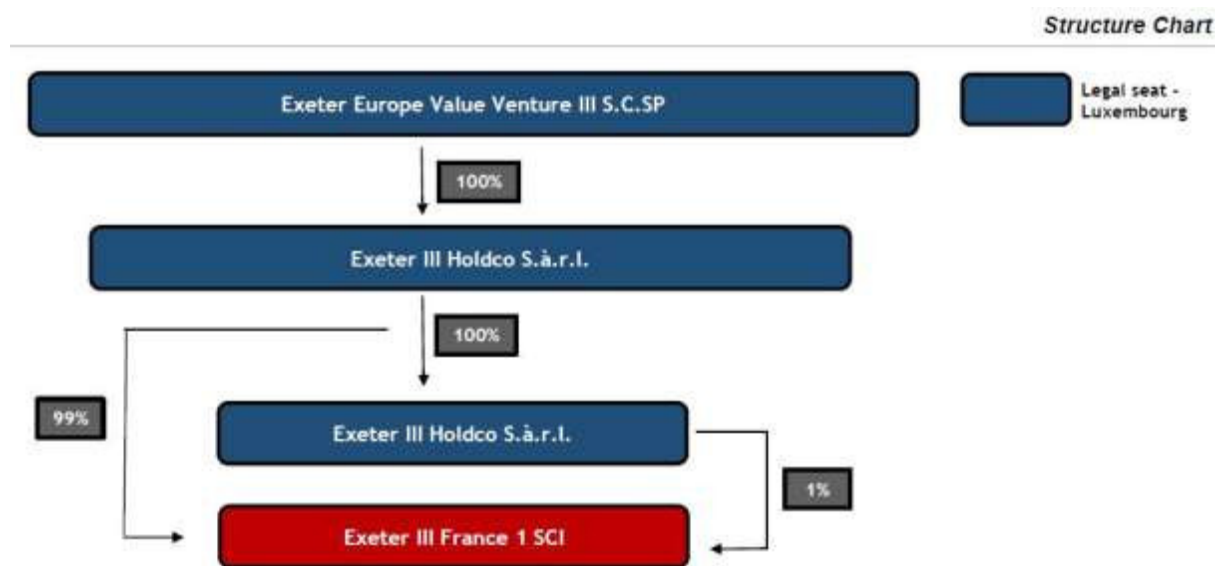 Structure Chart
Exeter Europe Value Venture III S.C.SP
Legal seat -
Luxembourg
100%
Exeter III Holdco S.à.r.l.
100%
99%
Exeter III Holdco S.à.r.l.
1%
Exeter III France 1 SCI